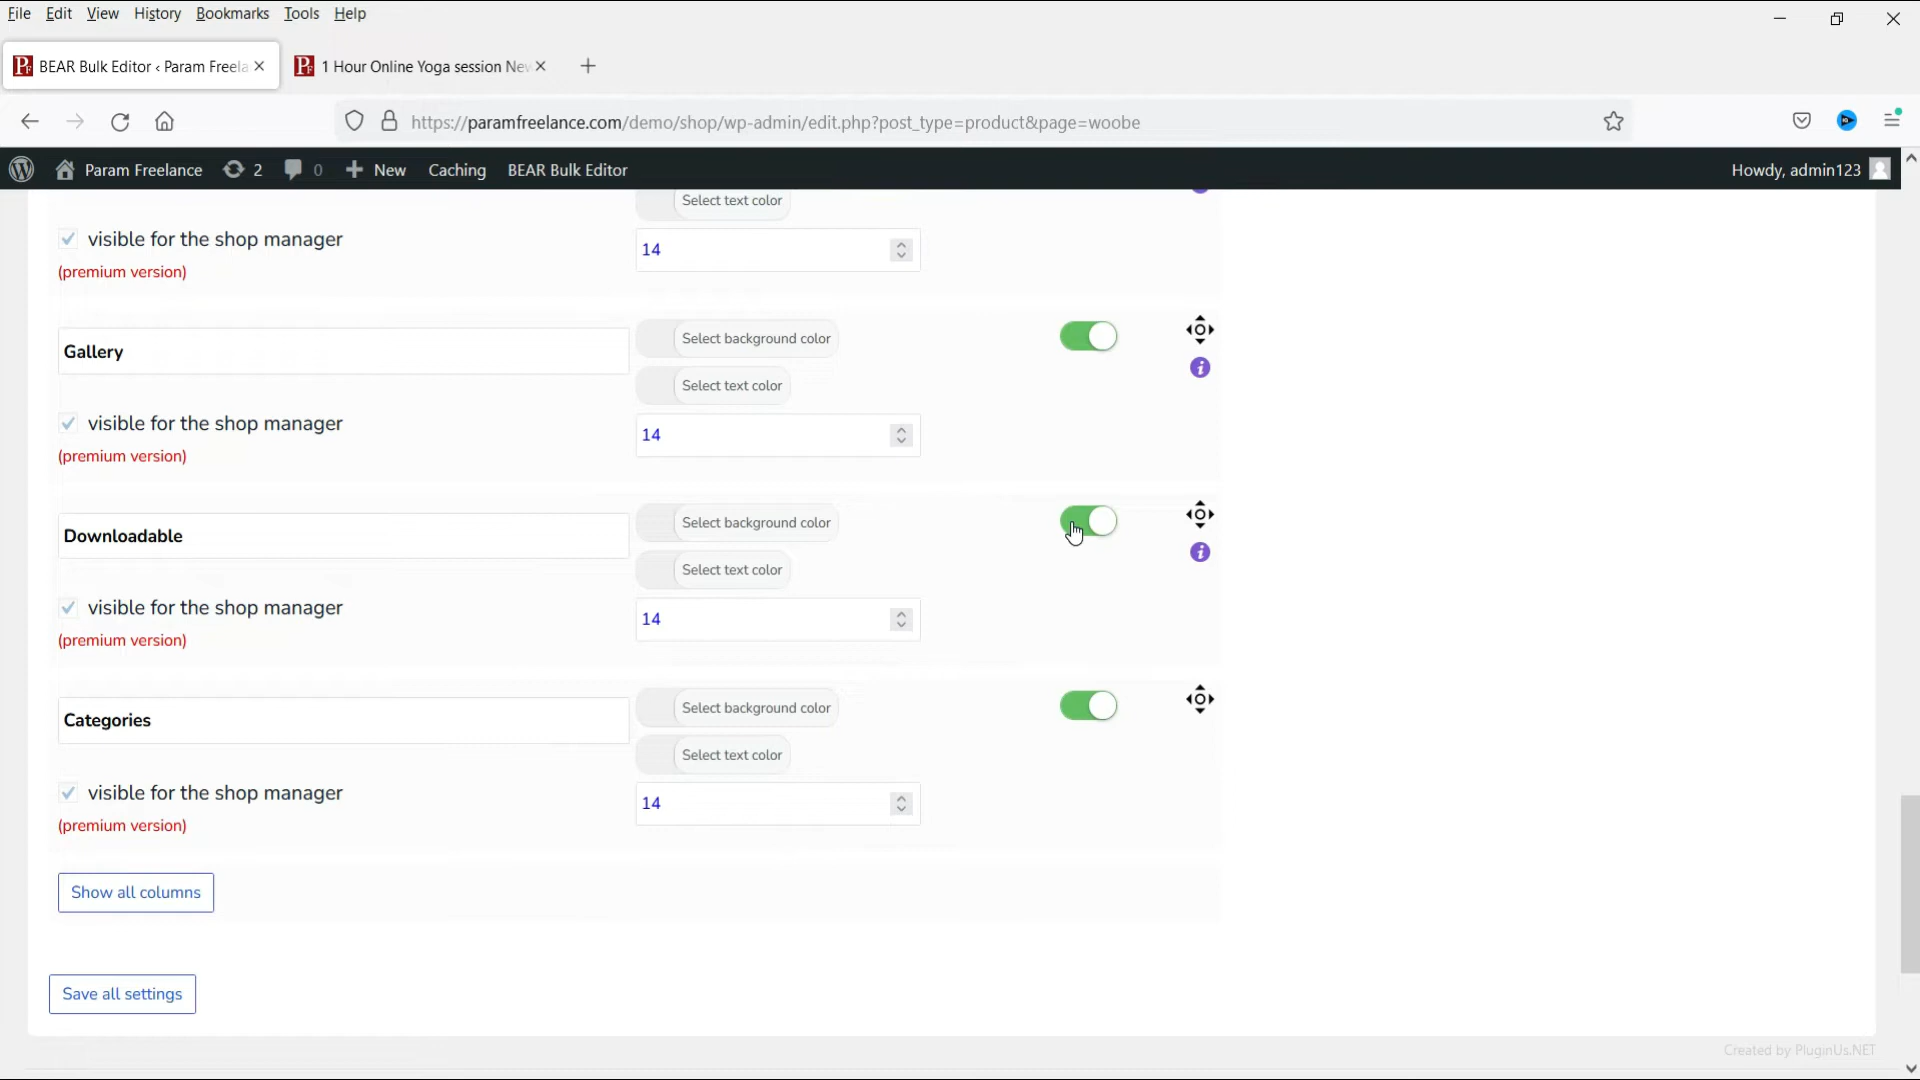 File Edit View History Bookmarks Tools Help
BEAR Bulk Editor ‹ Param Freela
1 Hour Online Yoga session New
https://paramfreelance.com/demo/shop/wp-admin/edit.php?post_type=product&page=woobe
Param Freelance 2 0 New Caching BEAR Bulk Editor Howdy, admin123
Select text color
visible for the shop manager
14
(premium version)
Select background color
Gallery
Select text color
visible for the shop manager
14
(premium version)
Select background color
Downloadable
Select text color
visible for the shop manager
14
(premium version)
Select background color
Categories
Select text color
visible for the shop manager
14
(premium version)
Show all columns
Save all settings
Created by PluginUs.NET